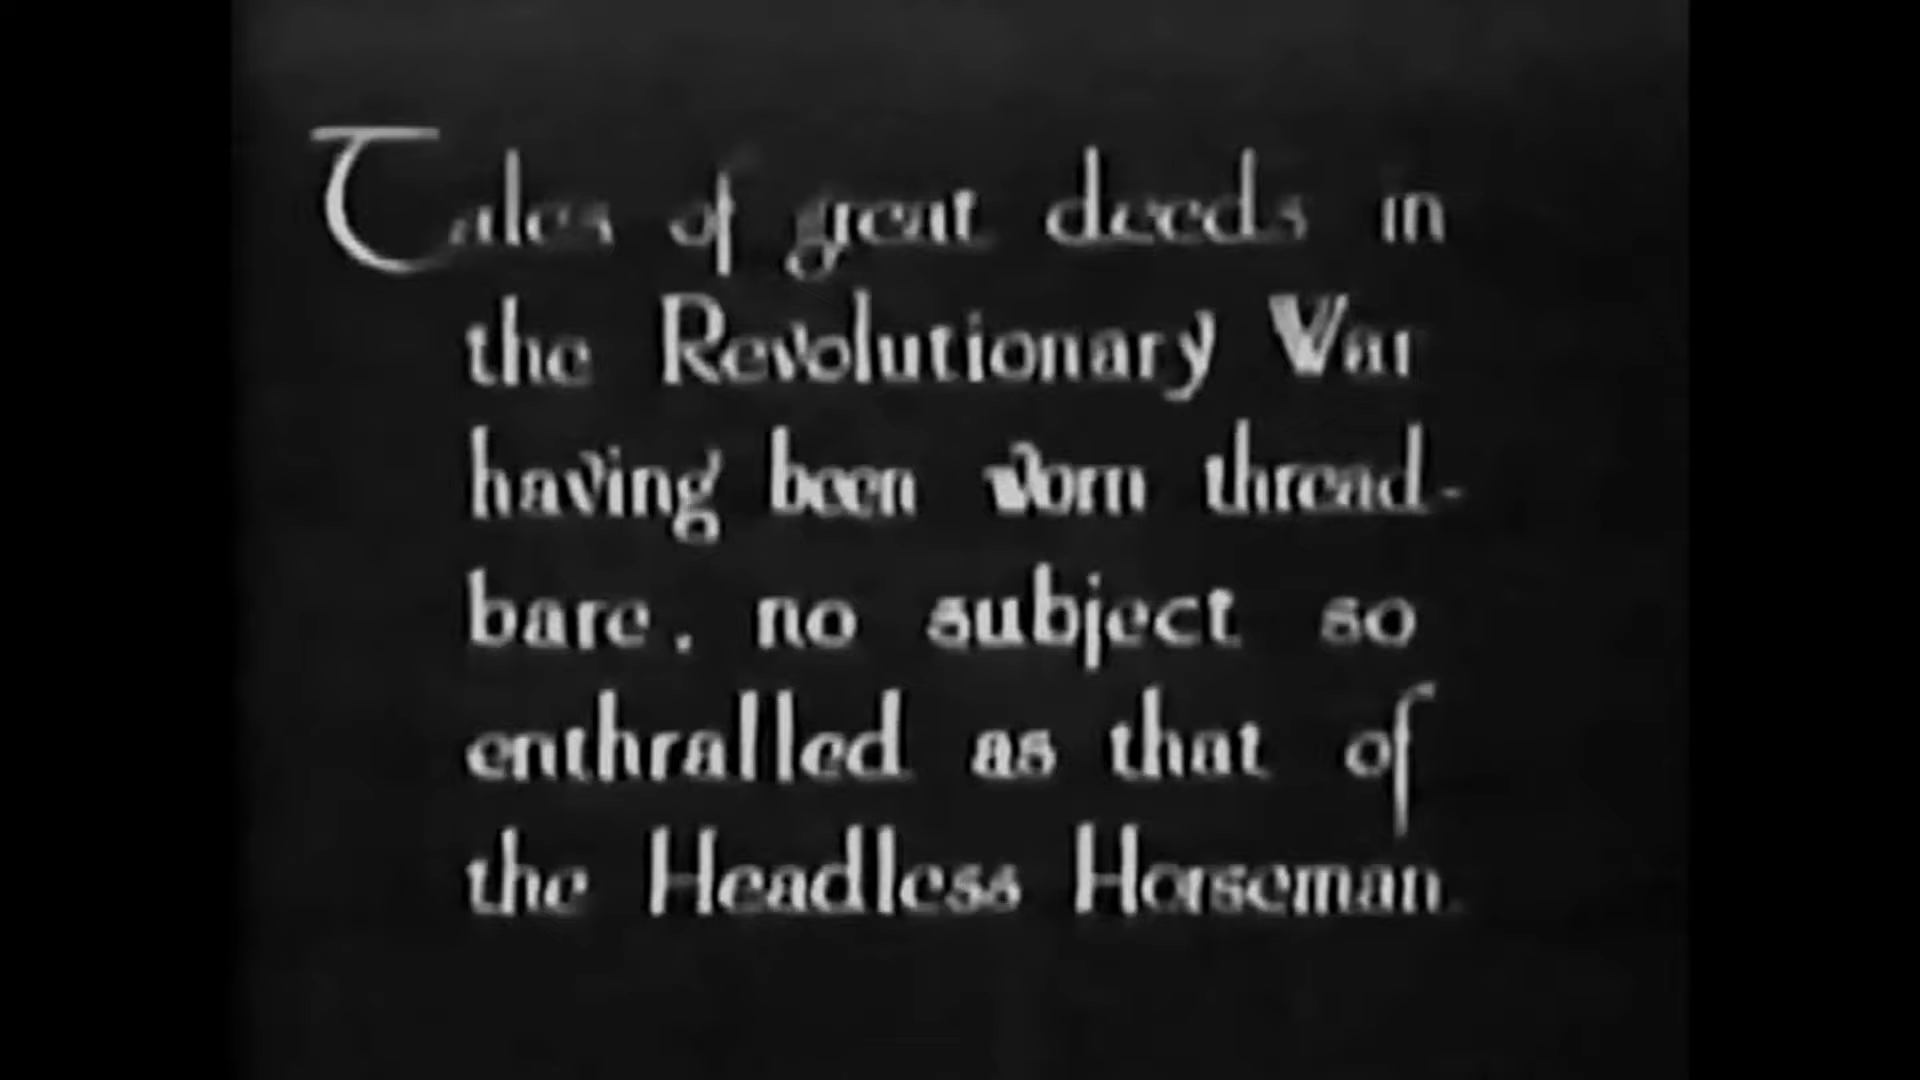 Tales of great deeds in
the Revolutionary War
having been worn thread-
bare, no subject so
enthralled as that of
the Headless Horseman.